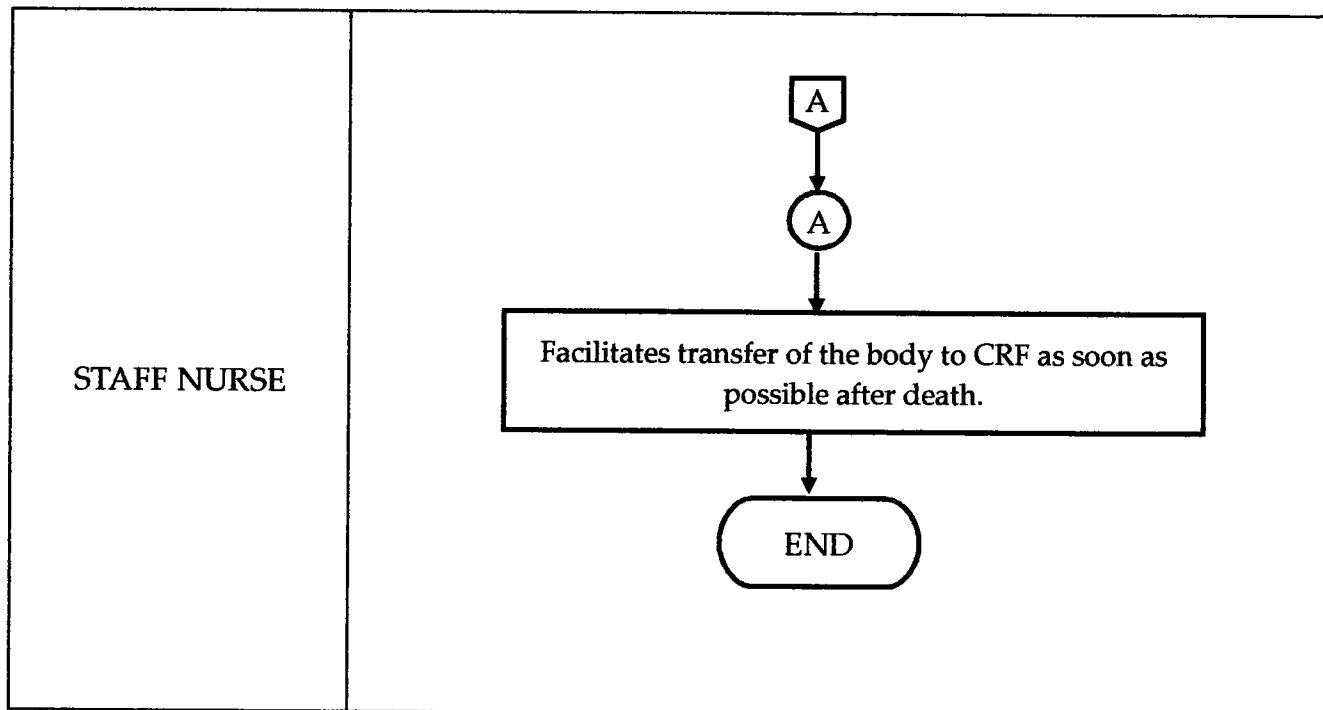 A
A
Facilitates transfer of the body to CRF as soon as
possible after death.
STAFF NURSE
END